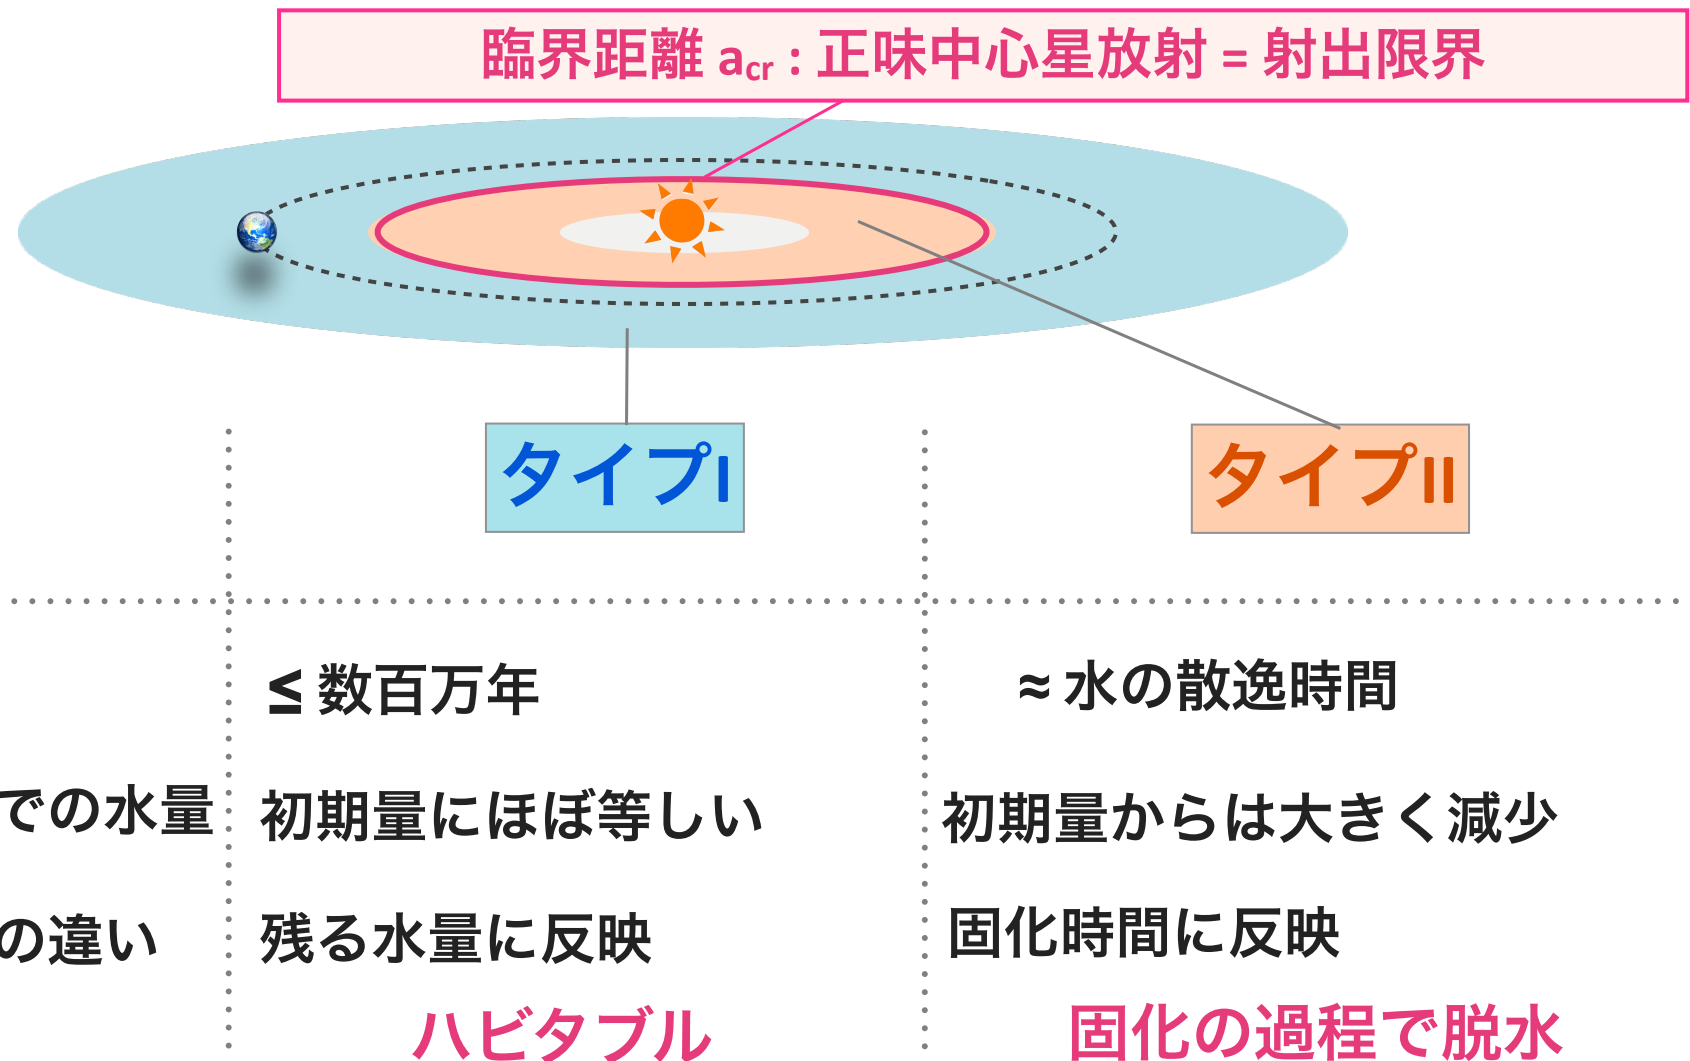 臨界距離 acr : 正味中心星放射 = 射出限界
タイプI
タイプII
≤ 数百万年
≈ 水の散逸時間
での水量
初期量にほぼ等しい
初期量からは大きく減少
の違い
残る水量に反映
固化時間に反映
ハビタブル
固化の過程で脱水